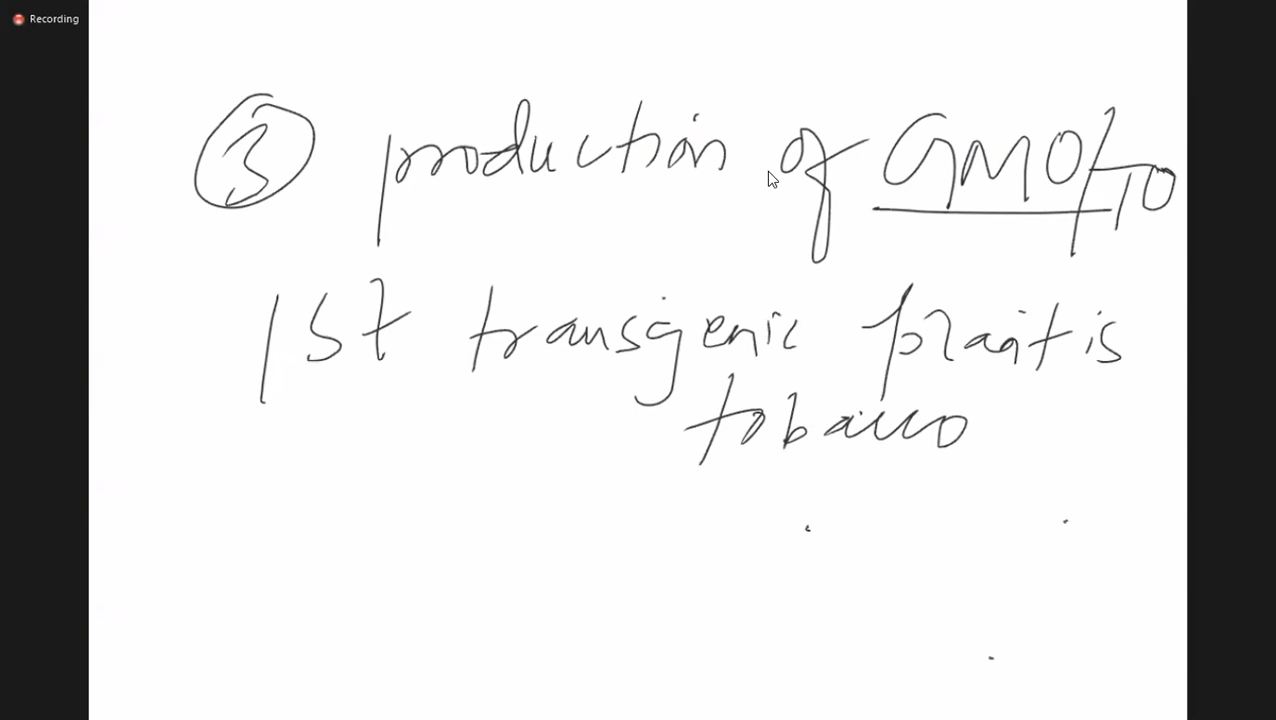 Recording
③ production of GMO/TO
1st transgenic plant is
tobacco